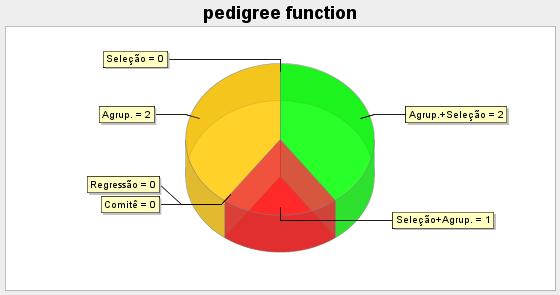 pedigree function
Seleção = 0
Agrup. = 2
Agrup.+Seleção = 2
Regressão = 0
Comitê = 0
Seleção+Agrup. = 1